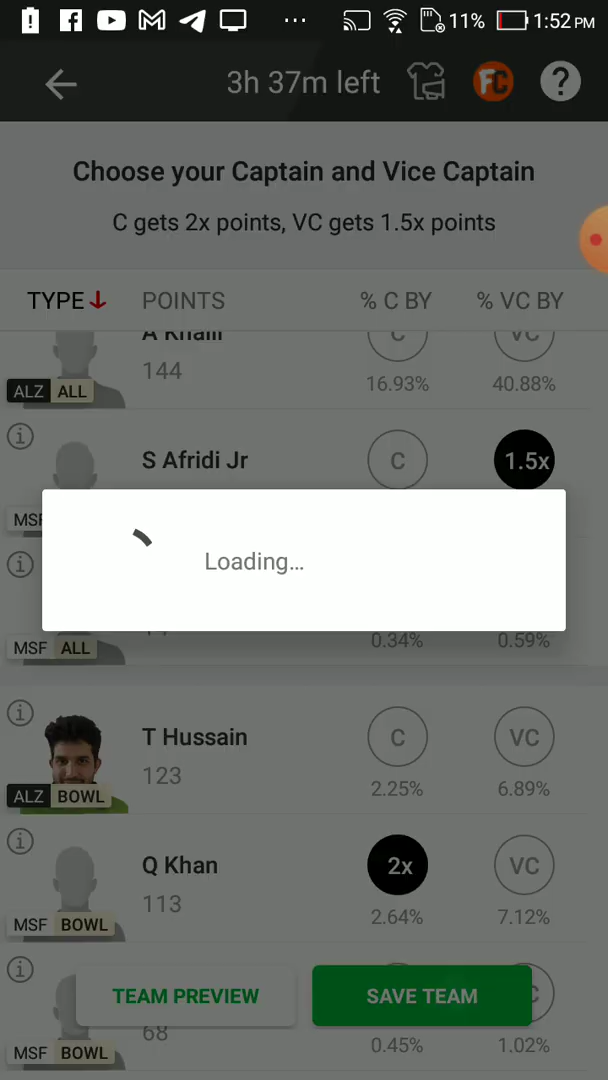 11% 1:52 PM
3h 37m left FC ?
Choose your Captain and Vice Captain
C gets 2x points, VC gets 1.5x points
TYPE POINTS % C BY % VC BY
A Khalil C VC
144 16.93% 40.88%
ALZ ALL
S Afridi Jr C 1.5x
MSF
Loading...
0.34% 0.59%
MSF ALL
T Hussain C VC
123 2.25% 6.89%
ALZ BOWL
Q Khan 2x VC
113 2.64% 7.12%
MSF BOWL
TEAM PREVIEW SAVE TEAM
68 0.45% 1.02%
MSF BOWL